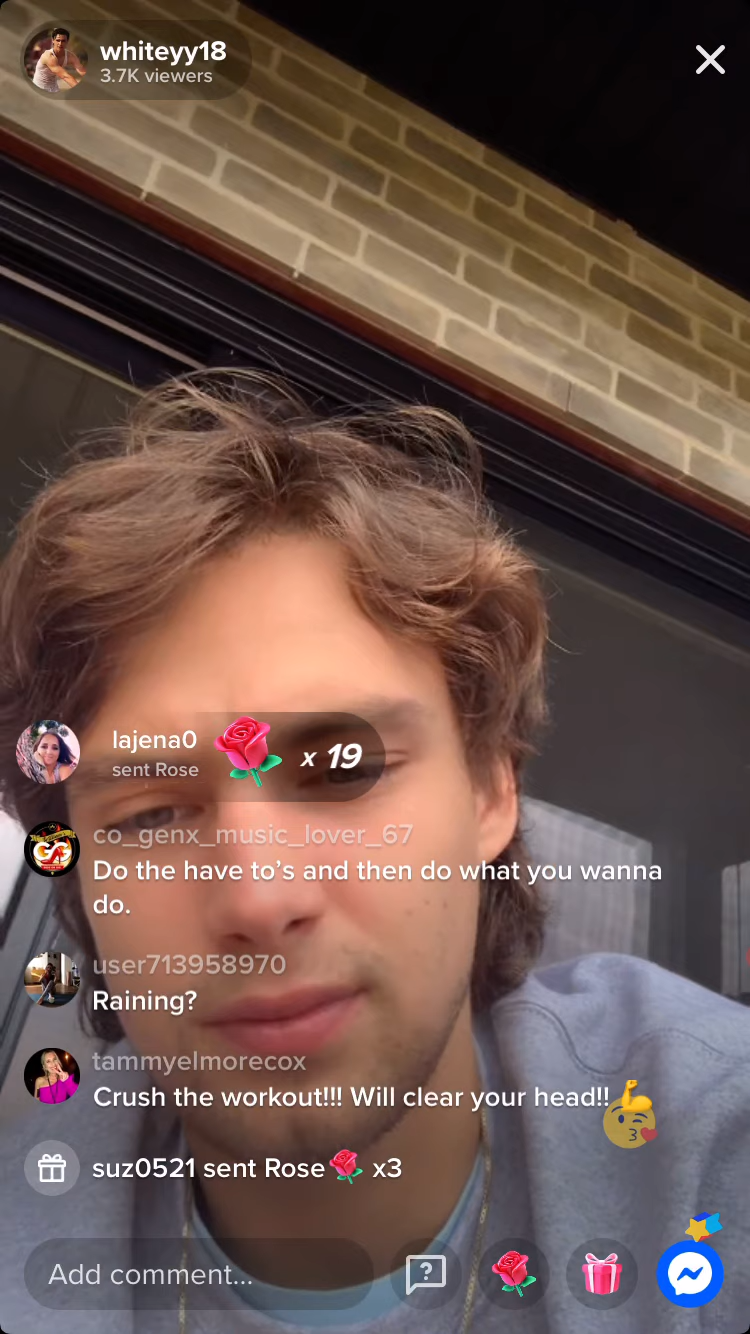 whiteyy18
3.7K viewers
lajena0
sent Rose
x 19
co_genx_music_lover_67
Do the have to’s and then do what you wanna
do.
user713958970
Raining?
tammyelmorecox
Crush the workout!!! Will clear your head!!
suz0521 sent Rose x3
Add comment...